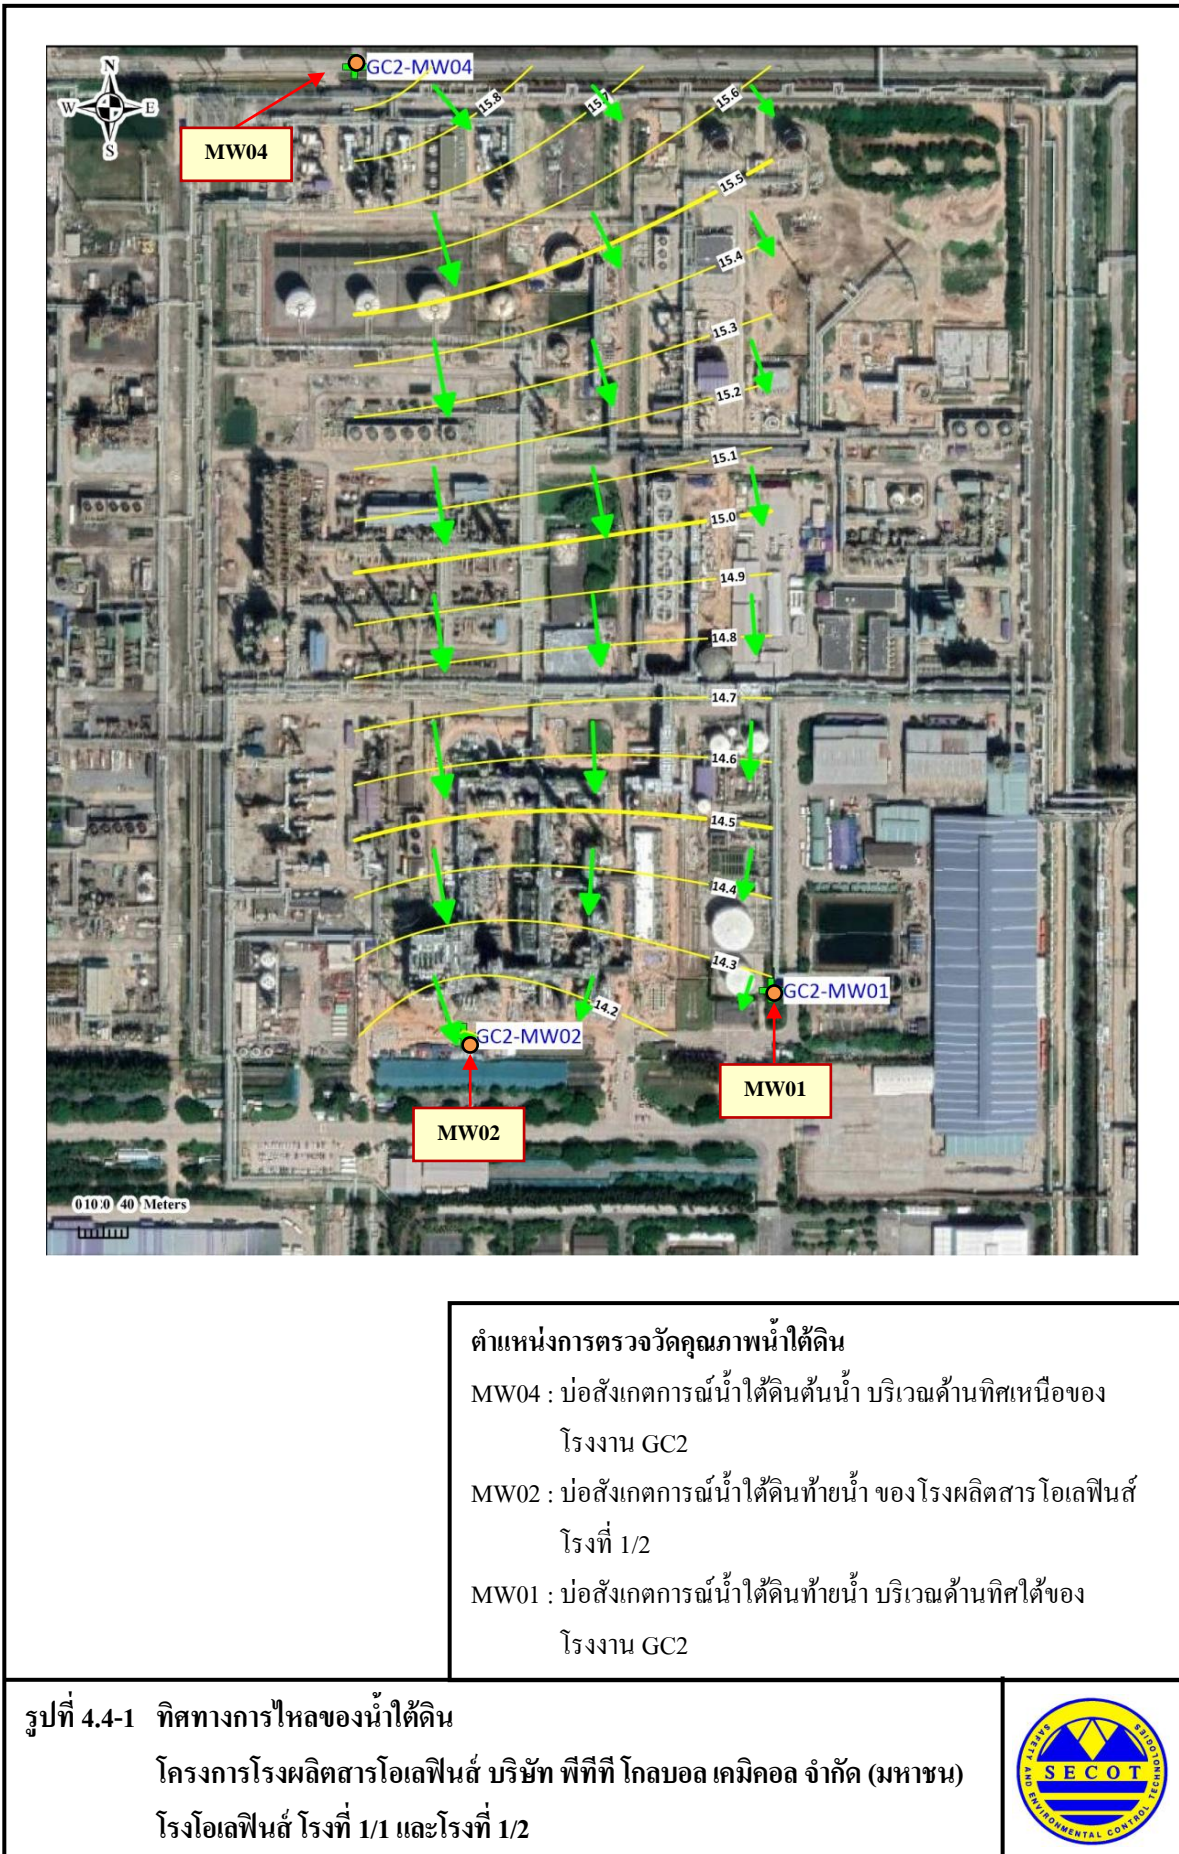 GC2-MW04
N
W E
S
MW04
15.8
15.7
15.6
15.5
15.4
15.3
15.2
15.1
15.0
14.9
14.8
14.7
14.6
14.5
14.4
14.3
14.2
GC2-MW01
GC2-MW02
MW01
MW02
40 Meters
ตำแหน่งการตรวจวัดคุณภาพน้ำใต้ดิน
MW04 : บ่อสังเกตการณ์น้ำใต้ดินต้นน้ำ บริเวณด้านทิศเหนือของ
โรงงาน GC2
MW02 : บ่อสังเกตการณ์น้ำใต้ดินท้ายน้ำ ของโรงผลิตสารโอเลฟินส์
โรงที่ 1/2
MW01 : บ่อสังเกตการณ์น้ำใต้ดินท้ายน้ำ บริเวณด้านทิศใต้ของ
โรงงาน GC2
รูปที่ 4.4-1 ทิศทางการไหลของน้ำใต้ดิน
โครงการโรงผลิตสารโอเลฟินส์ บริษัท พีทีที โกลบอล เคมิคอล จำกัด (มหาชน)
โรงโอเลฟินส์ โรงที่ 1/1 และโรงที่ 1/2
SECOT
SAFETY AND ENVIRONMENTAL CONTROL TECHNOLOGIES